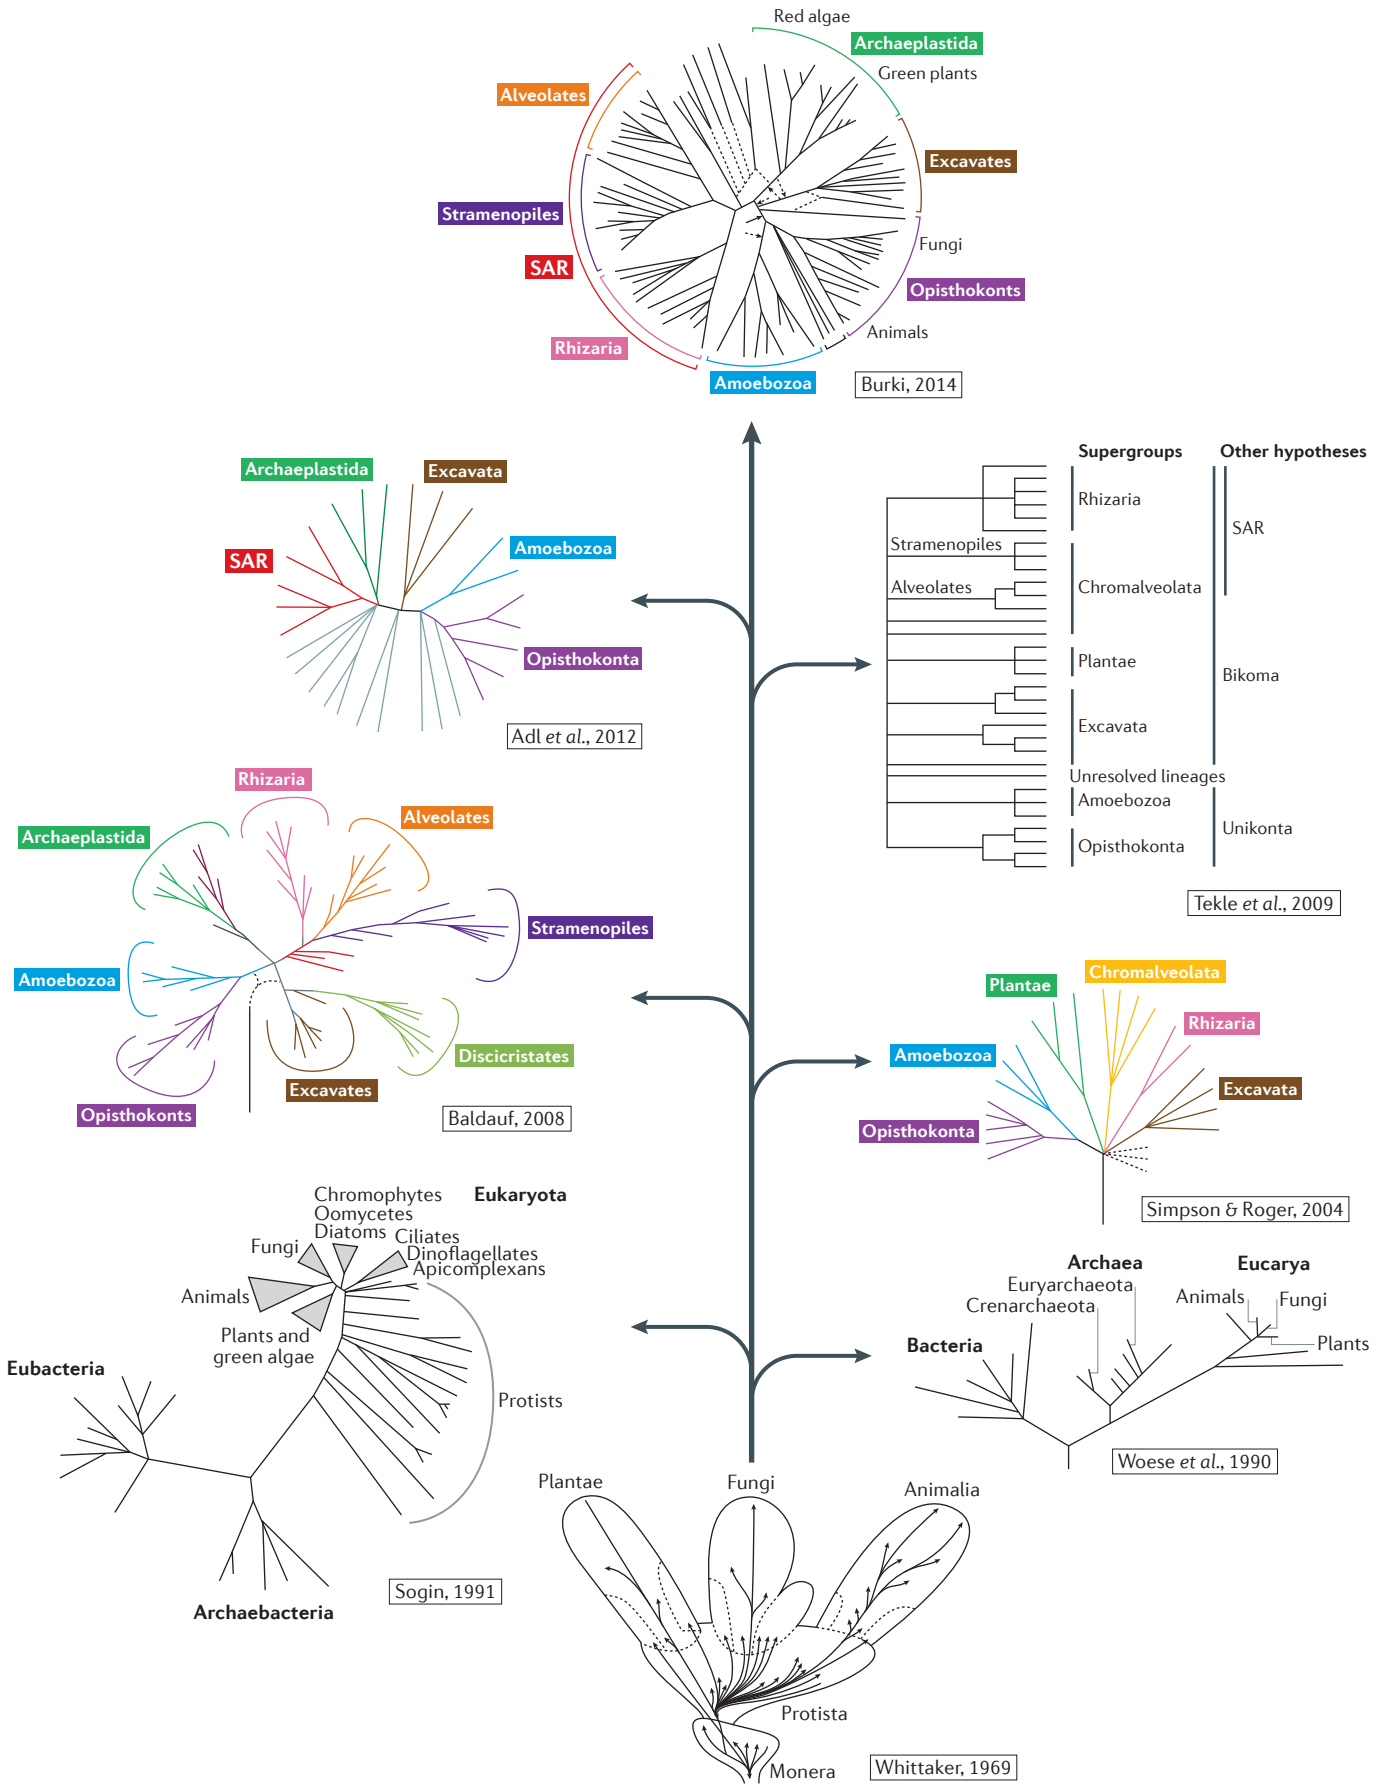 Red algae
Archaeplastida
Green plants
Alveolates
Excavates
Stramenopiles
Fungi
SAR
Opisthokonts
Animals
Rhizaria
Amoebozoa
Burki, 2014
Archaeplastida
Excavata
SAR
Amoebozoa
Opisthokonta
Adl et al., 2012
Supergroups
Other hypotheses
Rhizaria
SAR
Stramenopiles
Alveolates
Chromalveolata
Plantae
Bikoma
Excavata
Unresolved lineages
Amoebozoa
Unikonta
Opisthokonta
Tekle et al., 2009
Rhizaria
Archaeplastida
Alveolates
Stramenopiles
Amoebozoa
Discicristates
Excavates
Opisthokonts
Baldauf, 2008
Chromalveolata
Plantae
Rhizaria
Amoebozoa
Excavata
Opisthokonta
Simpson & Roger, 2004
Chromophytes
Oomycetes
Diatoms
Eukaryota
Ciliates
Dinoflagellates
Apicomplexans
Fungi
Animals
Plants and
green algae
Eubacteria
Protists
Archaebacteria
Sogin, 1991
Archaea
Euryarchaeota
Crenarchaeota
Eucarya
Animals
Fungi
Plants
Bacteria
Woese et al., 1990
Plantae
Fungi
Animalia
Protista
Monera
Whittaker, 1969